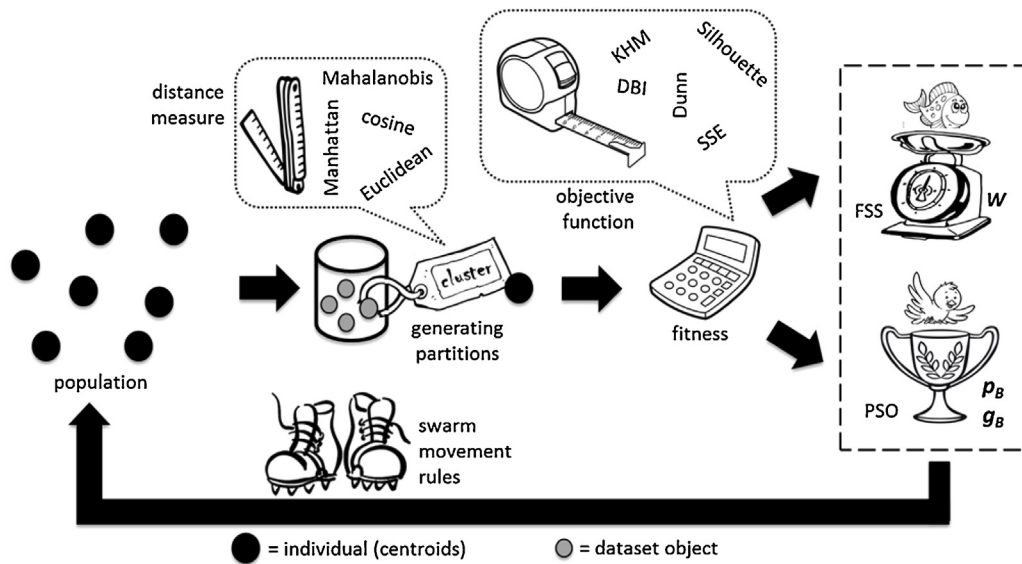 distance
measure
Mahalanobis
Manhattan
cosine
Euclidean
KHM
Silhouette
DBI
Dunn
SSE
objective
function
FSS
W
cluster
generating
partitions
fitness
population
PSO
pB
gB
swarm
movement
rules
= individual (centroids)
= dataset object